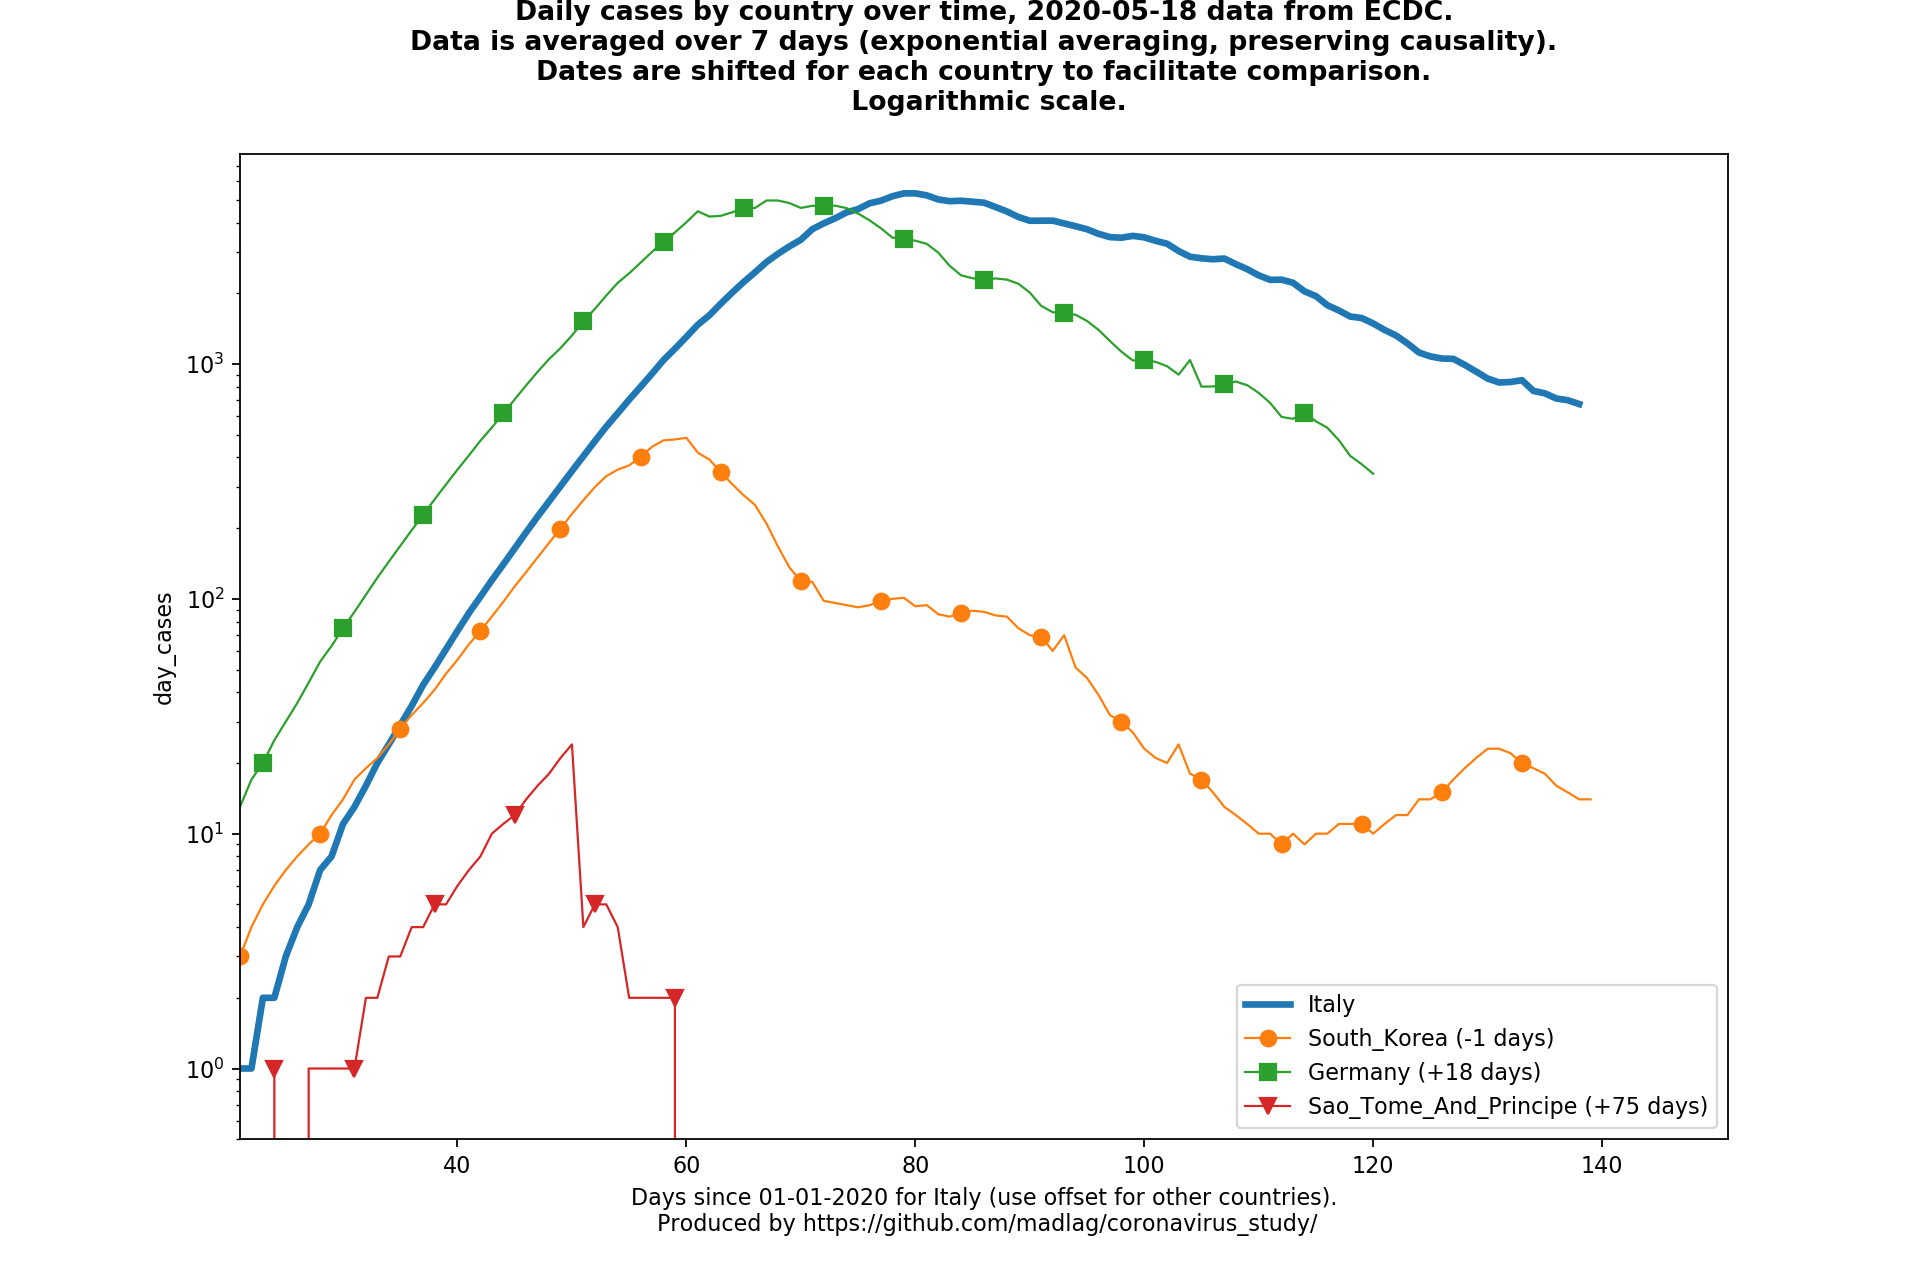 Daily cases by country over time, 2020-05-18 data from ECDC.
Data is averaged over 7 days (exponential averaging, preserving causality).
Dates are shifted for each country to facilitate comparison.
Logarithmic scale.
day_cases
10³
10²
10¹
10⁰
Italy
South_Korea (-1 days)
Germany (+18 days)
Sao_Tome_And_Principe (+75 days)
40 60 80 100 120 140
Days since 01-01-2020 for Italy (use offset for other countries).
Produced by https://github.com/madlag/coronavirus_study/